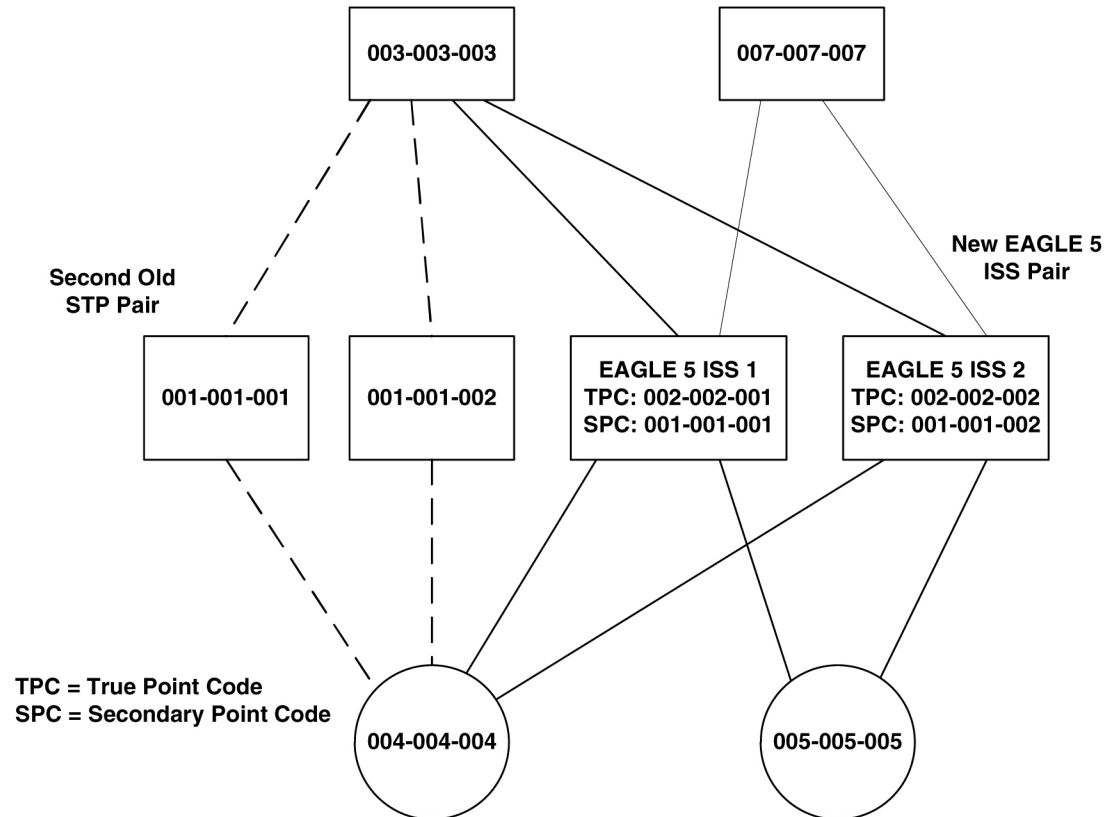 003-003-003
007-007-007
New EAGLE 5
ISS Pair
Second Old
STP Pair
001-001-001
001-001-002
EAGLE 5 ISS 1
TPC: 002-002-001
SPC: 001-001-001
EAGLE 5 ISS 2
TPC: 002-002-002
SPC: 001-001-002
TPC = True Point Code
SPC = Secondary Point Code
004-004-004
005-005-005